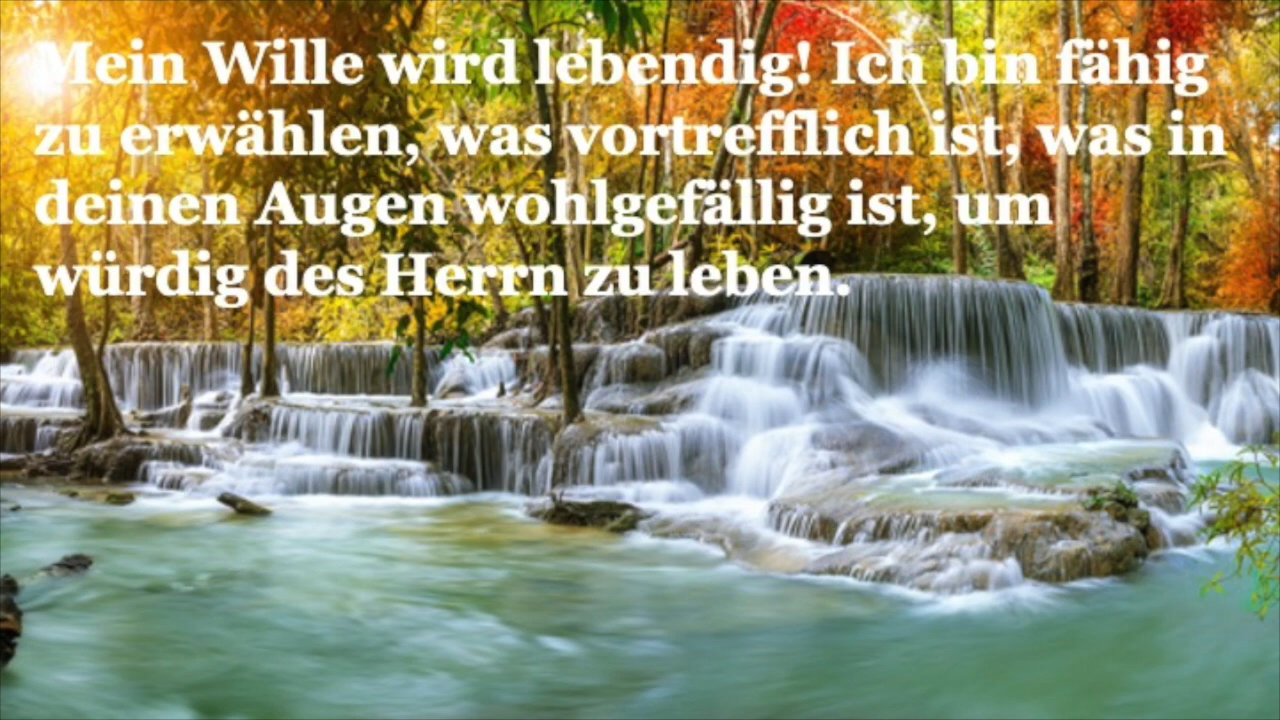 Mein Wille wird lebendig! Ich bin fähig
zu erwählen, was vortrefflich ist, was in
deinen Augen wohlgefällig ist, um
würdig des Herrn zu leben.